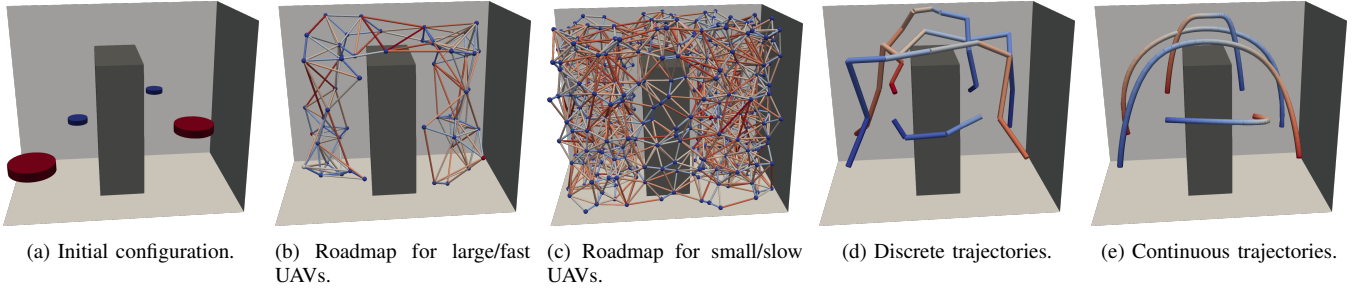 (a) Initial configuration.
(b) Roadmap for large/fast
UAVs.
(c) Roadmap for small/slow
UAVs.
(d) Discrete trajectories.
(e) Continuous trajectories.